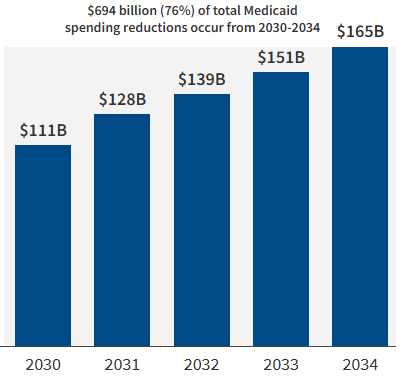 $694 billion (76%) of total Medicaid
spending reductions occur from 2030-2034
$165B
$151B
$139B
$128B
$111B
2030 2031 2032 2033 2034